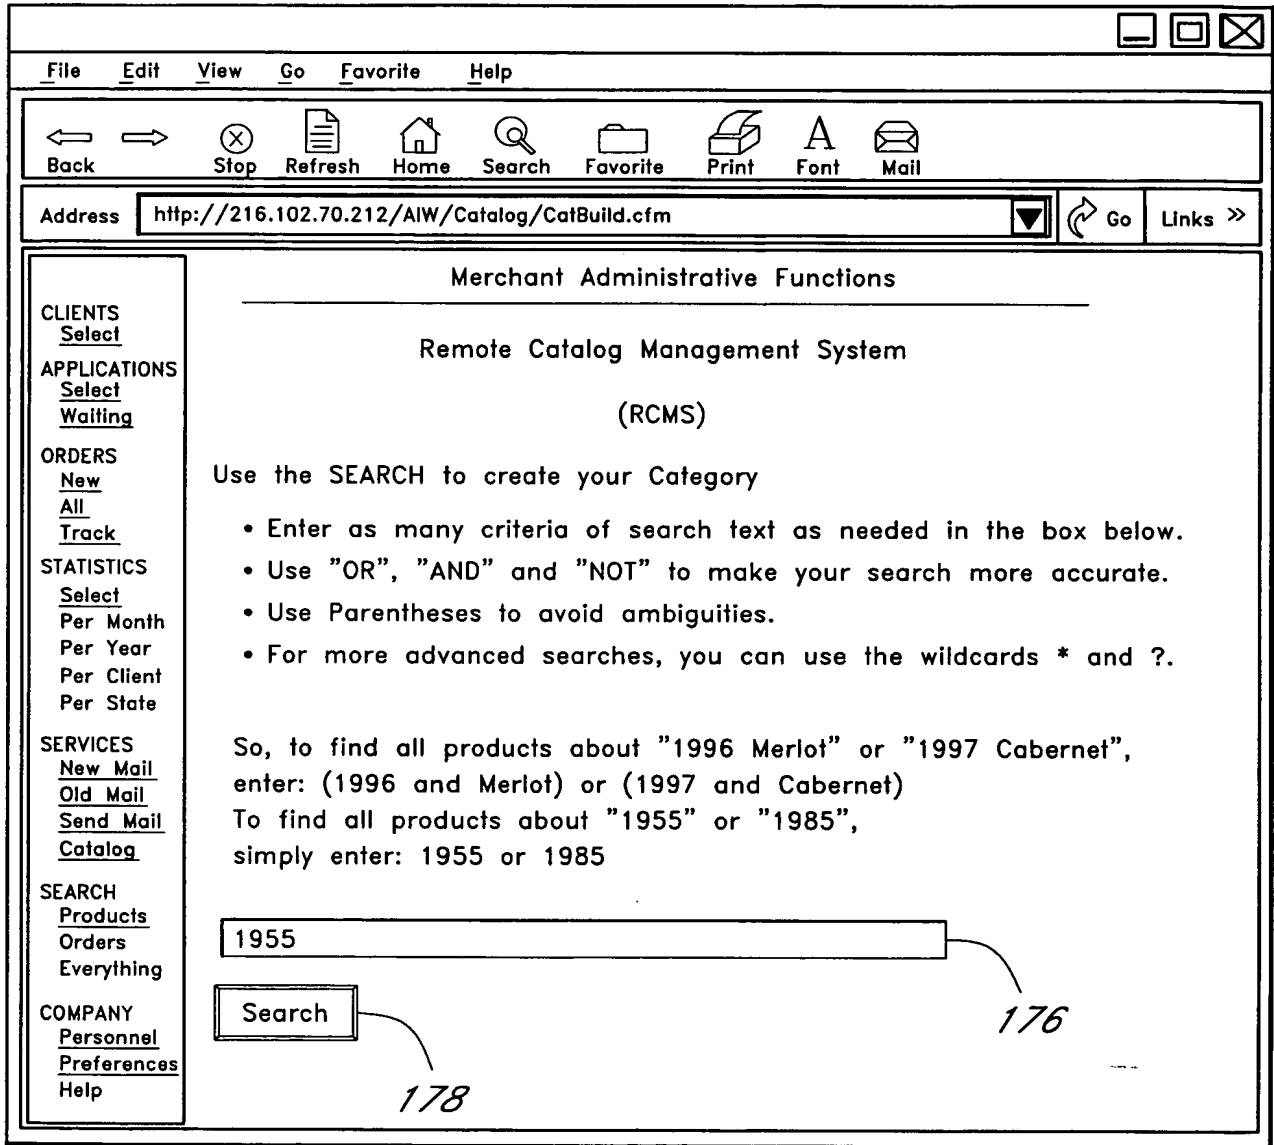 File Edit View Go Favorite Help
Back Stop Refresh Home Search Favorite Print Font Mail
A
Address http://216.102.70.212/AIW/Catalog/CatBuild.cfm Go Links »
CLIENTS
Select
APPLICATIONS
Select
Waiting
ORDERS
New
All
Track
STATISTICS
Select
Per Month
Per Year
Per Client
Per State
SERVICES
New Mail
Old Mail
Send Mail
Catalog
SEARCH
Products
Orders
Everything
COMPANY
Personnel
Preferences
Help
Merchant Administrative Functions
Remote Catalog Management System
(RCMS)
Use the SEARCH to create your Category
• Enter as many criteria of search text as needed in the box below.
• Use "OR", "AND" and "NOT" to make your search more accurate.
• Use Parentheses to avoid ambiguities.
• For more advanced searches, you can use the wildcards * and ?.
So, to find all products about "1996 Merlot" or "1997 Cabernet",
enter: (1996 and Merlot) or (1997 and Cabernet)
To find all products about "1955" or "1985",
simply enter: 1955 or 1985
1955
176
Search
178